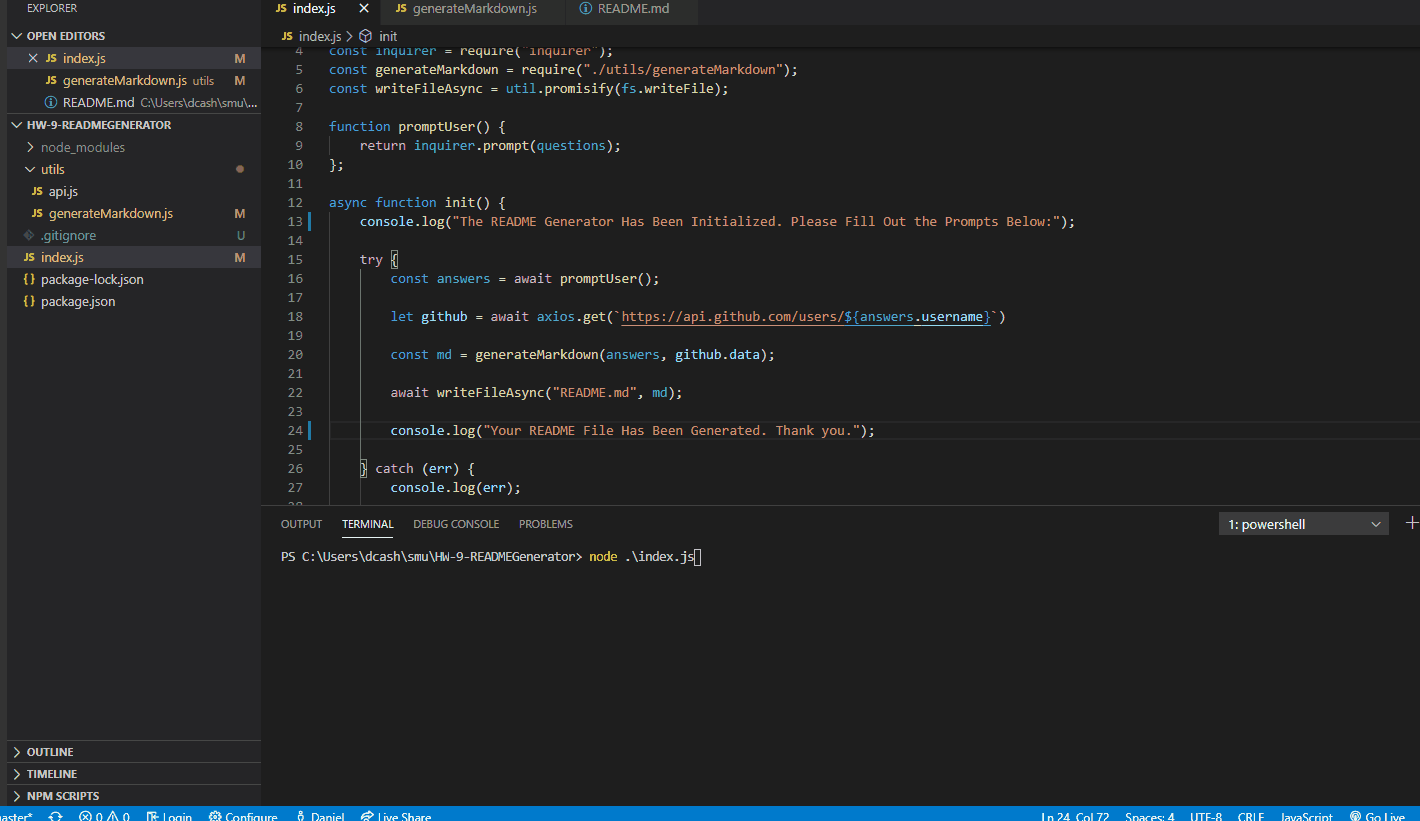 EXPLORER
OPEN EDITORS
JS index.js M
JS generateMarkdown.js utils M
README.md C:\Users\dcash\smu\...
HW-9-READMEGENERATOR
node_modules
utils
JS api.js
JS generateMarkdown.js M
.gitignore U
JS index.js M
{} package-lock.json
{} package.json
OUTLINE
TIMELINE
NPM SCRIPTS
JS index.js JS generateMarkdown.js README.md
JS index.js > init
4 const inquirer = require("inquirer");
5 const generateMarkdown = require("./utils/generateMarkdown");
6 const writeFileAsync = util.promisify(fs.writeFile);
7
8 function promptUser() {
9 return inquirer.prompt(questions);
10 };
11
12 async function init() {
13 console.log("The README Generator Has Been Initialized. Please Fill Out the Prompts Below:");
14
15 try {
16 const answers = await promptUser();
17
18 let github = await axios.get(`https://api.github.com/users/${answers.username}`)
19
20 const md = generateMarkdown(answers, github.data);
21
22 await writeFileAsync("README.md", md);
23
24 console.log("Your README File Has Been Generated. Thank you.");
25
26 } catch (err) {
27 console.log(err);
28
OUTPUT TERMINAL DEBUG CONSOLE PROBLEMS 1: powershell
PS C:\Users\dcash\smu\HW-9-READMEGenerator> node .\index.js
aster* 0 0 Login Configure Daniel Live Share Ln 24, Col 72 Spaces: 4 UTF-8 CRLF JavaScript Go Live